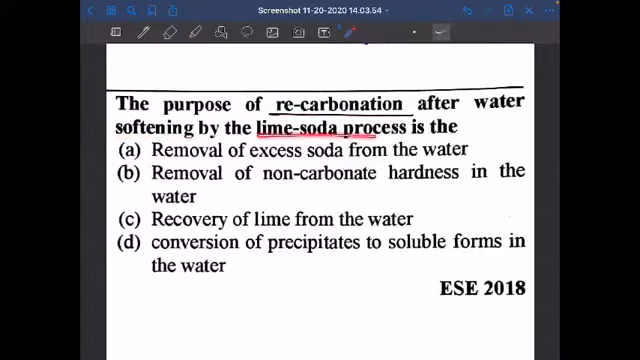 Screenshot 11-20-2020 14.03.54
The purpose of re-carbonation after water
softening by the lime-soda process is the
(a) Removal of excess soda from the water
(b) Removal of non-carbonate hardness in the
water
(c) Recovery of lime from the water
(d) conversion of precipitates to soluble forms in
the water
ESE 2018